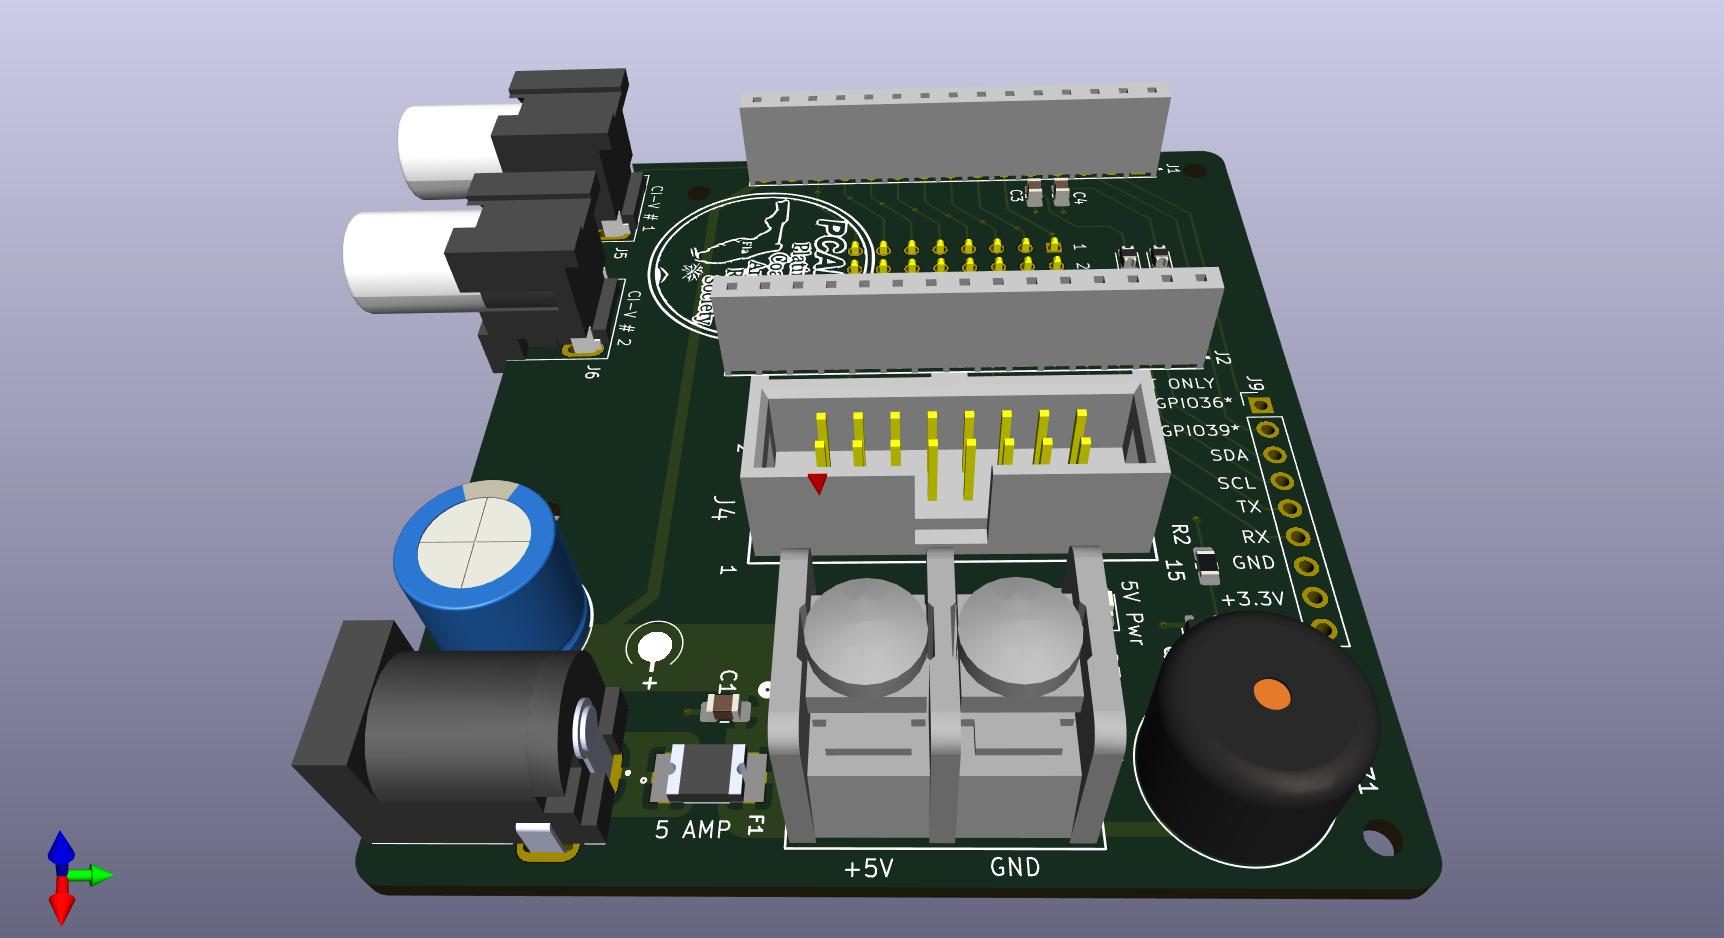 J1
C3
C4
CI-V # 1
J5
1
2
CI-V # 2
J6
J2
J9
ONLY
GPIO36*
GPIO39*
SDA
SCL
TX
RX
GND
+3.3V
2
J4
1
R2
15
5V Pwr
+
C1
5 AMP
F1
+5V
GND
Society